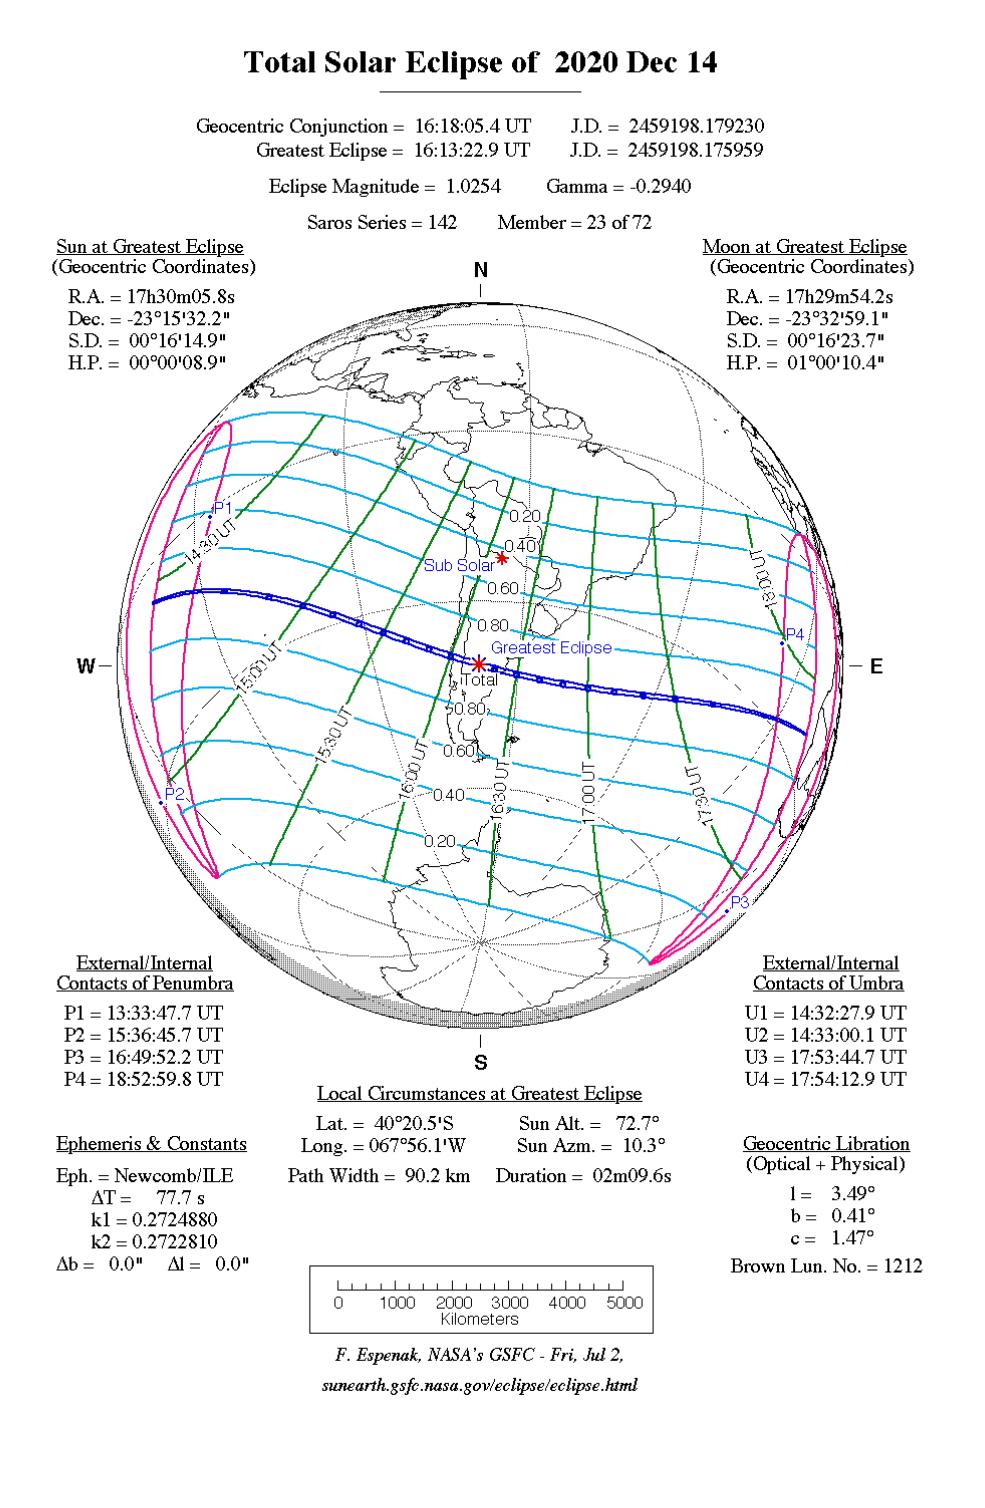 Total Solar Eclipse of  2020 Dec 14
Geocentric Conjunction =  16:18:05.4 UT     J.D. =  2459198.179230
Greatest Eclipse =  16:13:22.9 UT     J.D. =  2459198.175959
Eclipse Magnitude =  1.0254     Gamma = -0.2940
Saros Series = 142     Member = 23 of 72
Sun at Greatest Eclipse
(Geocentric Coordinates)
R.A. = 17h30m05.8s
Dec. = -23°15'32.2"
S.D. =  00°16'14.9"
H.P. =  00°00'08.9"
Moon at Greatest Eclipse
(Geocentric Coordinates)
R.A. = 17h29m54.2s
Dec. = -23°32'59.1"
S.D. =  00°16'23.7"
H.P. =  01°00'10.4"
N
P1
14:30 UT
0.20
0.40
Sub Solar
0.60
18:00 UT
0.80
P4
Greatest Eclipse
W
E
Total
15:00 UT
0.80
15:30 UT
0.60
16:00 UT
16:30 UT
17:00 UT
17:30 UT
P2
0.40
0.20
P3
S
External/Internal
Contacts of Penumbra
P1 = 13:33:47.7 UT
P2 = 15:36:45.7 UT
P3 = 16:49:52.2 UT
P4 = 18:52:59.8 UT
External/Internal
Contacts of Umbra
U1 = 14:32:27.9 UT
U2 = 14:33:00.1 UT
U3 = 17:53:44.7 UT
U4 = 17:54:12.9 UT
Local Circumstances at Greatest Eclipse
Lat. =  40°20.5'S     Sun Alt. =   72.7°
Long. = 067°56.1'W     Sun Azm. =  10.3°
Path Width =  90.2 km     Duration = 02m09.6s
Ephemeris & Constants
Eph. = Newcomb/ILE
ΔT =     77.7 s
k1 = 0.2724880
k2 = 0.2722810
Δb =   0.0"     Δl =   0.0"
Geocentric Libration
(Optical + Physical)
l =   3.49°
b =   0.41°
c =   1.47°
Brown Lun. No. = 1212
0 1000 2000 3000 4000 5000
Kilometers
F. Espenak, NASA's GSFC - Fri, Jul 2,
sunearth.gsfc.nasa.gov/eclipse/eclipse.html